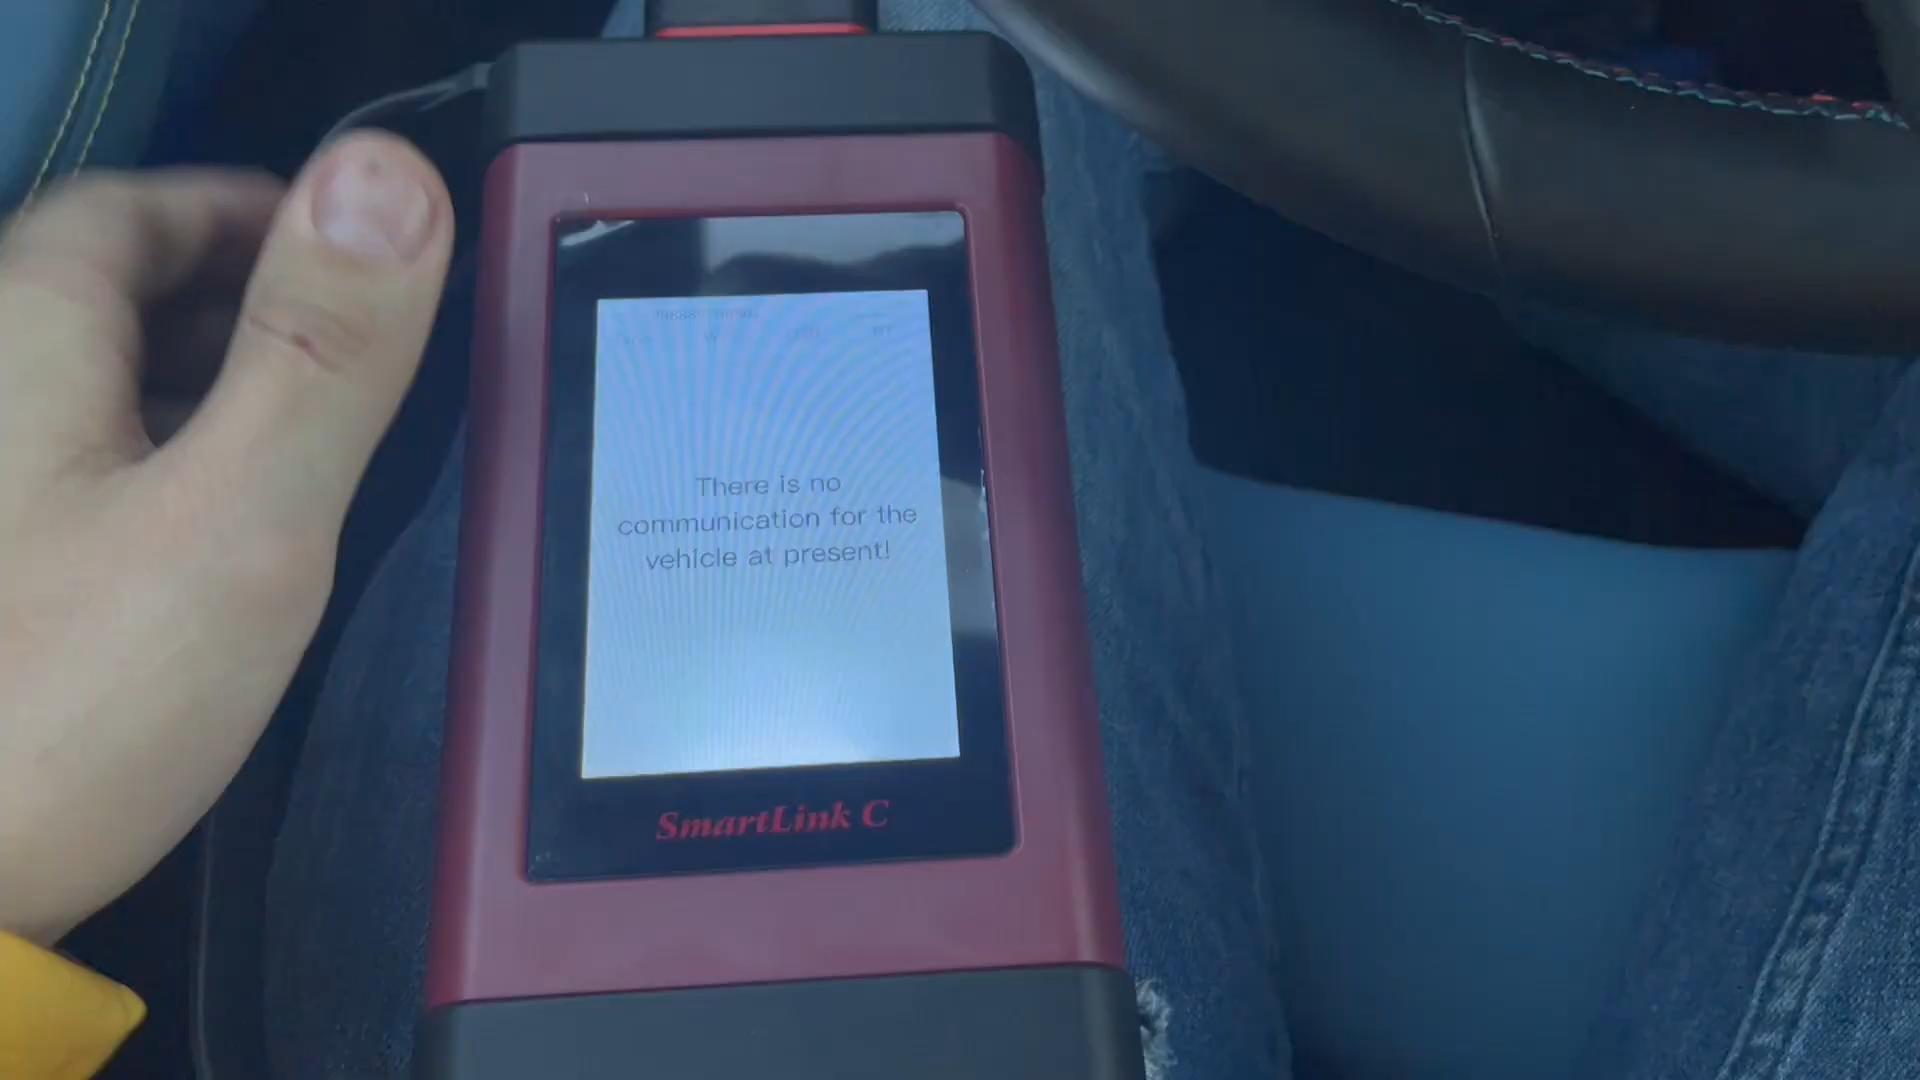 There is no
communication for the
vehicle at present!
SmartLink C